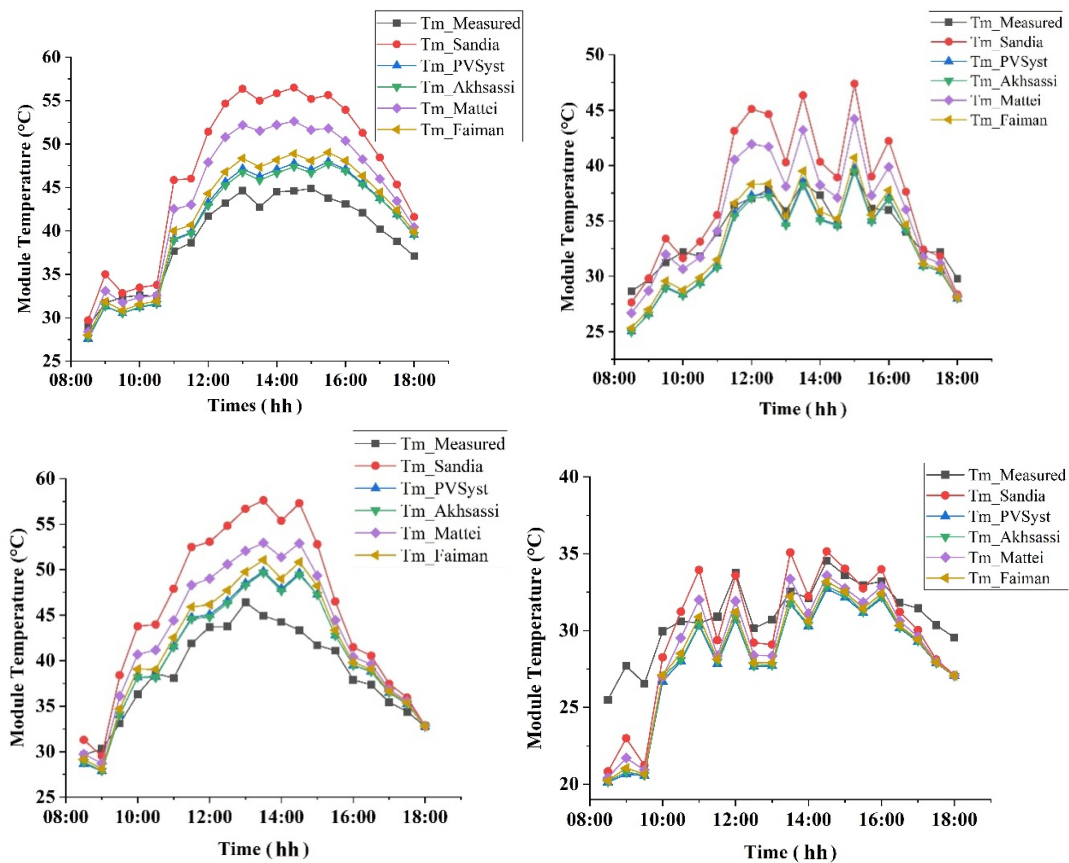 Tm_Measured
Tm_Sandia
Tm_PVSyst
Tm_Akhsassi
Tm_Mattei
Tm_Faiman
Module Temperature (°C)
60
55
50
45
40
35
30
25
08:00 10:00 12:00 14:00 16:00 18:00
Times ( hh )
Tm_Measured
Tm_Sandia
Tm_PVSyst
Tm_Akhsassi
Tm_Mattei
Tm_Faiman
Module Temperature (°C)
50
45
40
35
30
25
08:00 10:00 12:00 14:00 16:00 18:00
Time ( hh )
Tm_Measured
Tm_Sandia
Tm_PVSyst
Tm_Akhsassi
Tm_Mattei
Tm_Faiman
Module Temperature (°C)
60
55
50
45
40
35
30
25
08:00 10:00 12:00 14:00 16:00 18:00
Time ( hh )
Tm_Measured
Tm_Sandia
Tm_PVSyst
Tm_Akhsassi
Tm_Mattei
Tm_Faiman
Module Temperature (°C)
40
35
30
25
20
08:00 10:00 12:00 14:00 16:00 18:00
Time ( hh )